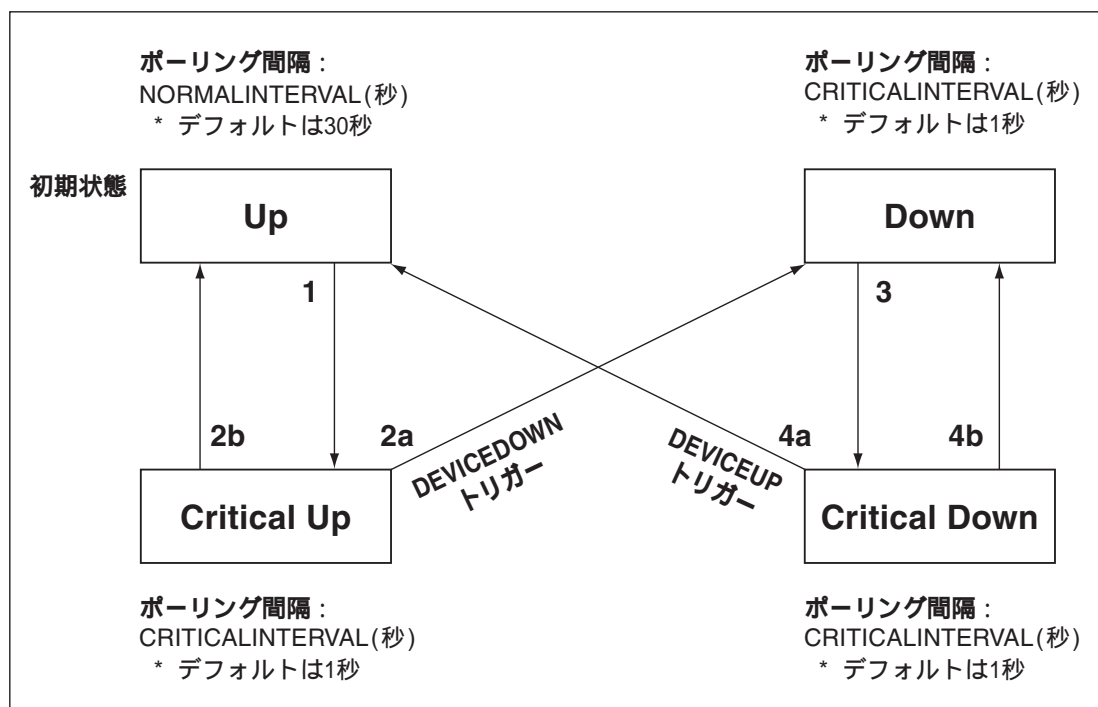 ポーリング間隔：
NORMALINTERVAL(秒)
* デフォルトは30秒
ポーリング間隔：
CRITICALINTERVAL(秒)
* デフォルトは1秒
初期状態
Up
Down
1
3
2b
2a
DEVICEDOWN
トリガー
DEVICEUP
トリガー
4a
4b
Critical Up
Critical Down
ポーリング間隔：
CRITICALINTERVAL(秒)
* デフォルトは1秒
ポーリング間隔：
CRITICALINTERVAL(秒)
* デフォルトは1秒